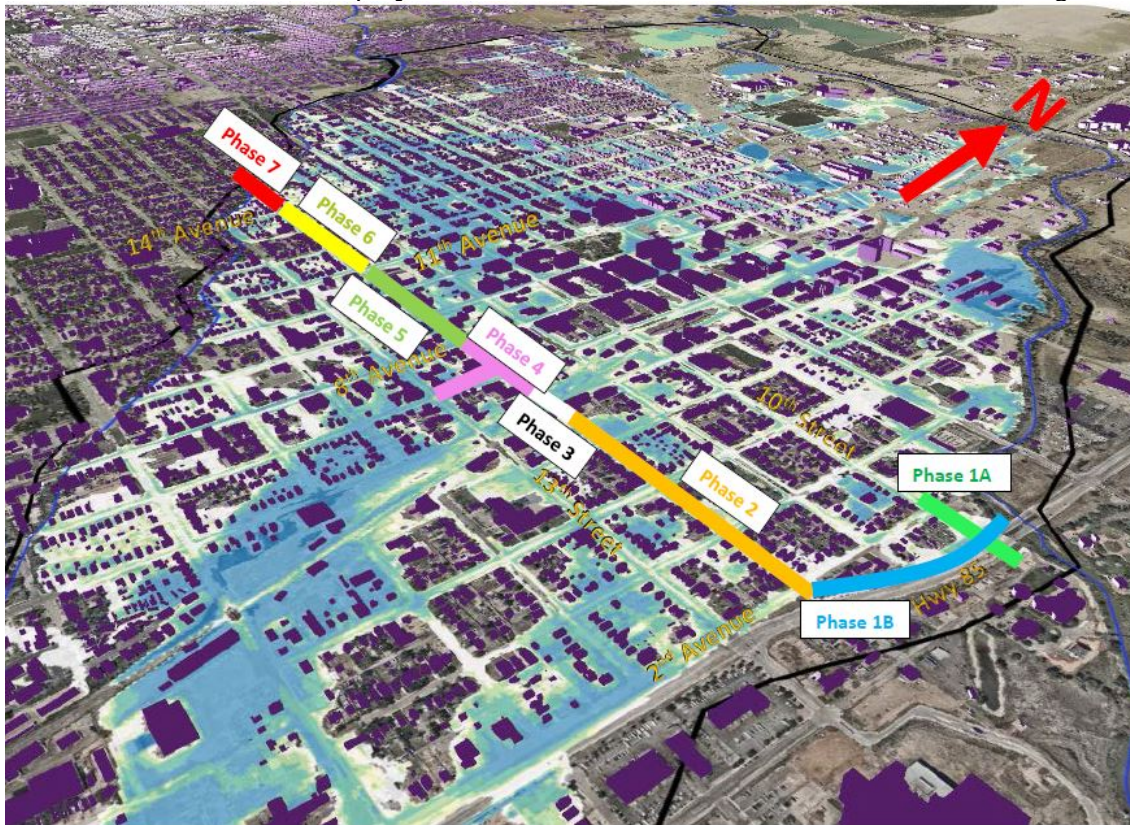 N
Phase 7
14th Avenue
Phase 6
11th Avenue
Phase 5
8th Avenue
Phase 4
Phase 3
13th Street
10th Street
Phase 2
Phase 1A
Hwy 85
2nd Avenue
Phase 1B